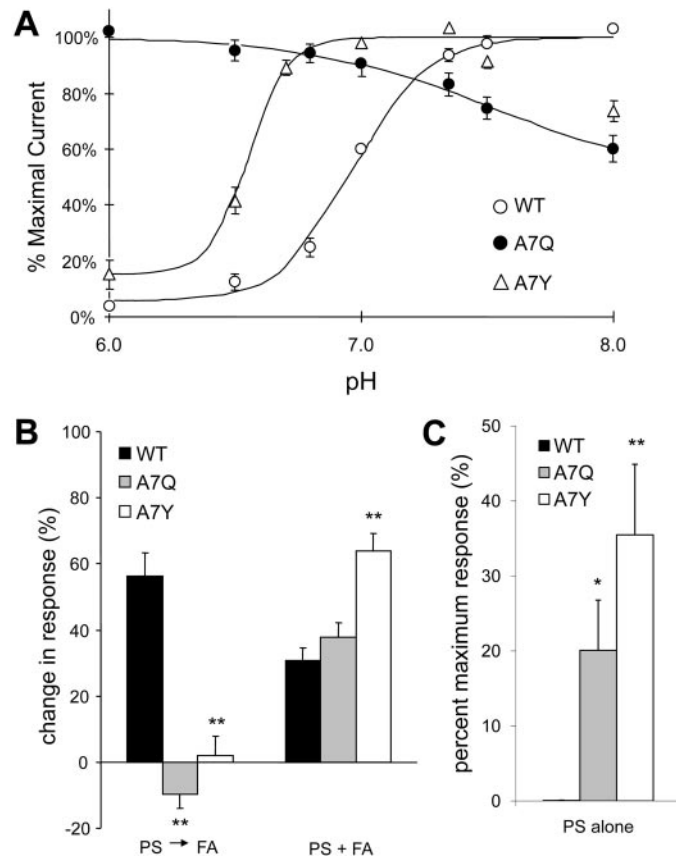 A
% Maximal Current
100%
80%
60%
40%
20%
0%
6.0 7.0 8.0
pH
WT
A7Q
A7Y
B
change in response (%)
100
80
60
40
20
0
-20
WT
A7Q
A7Y
**
**
**
PS → FA
PS + FA
C
percent maximum response (%)
50
40
30
20
10
0
WT
A7Q
A7Y
*
**
PS alone